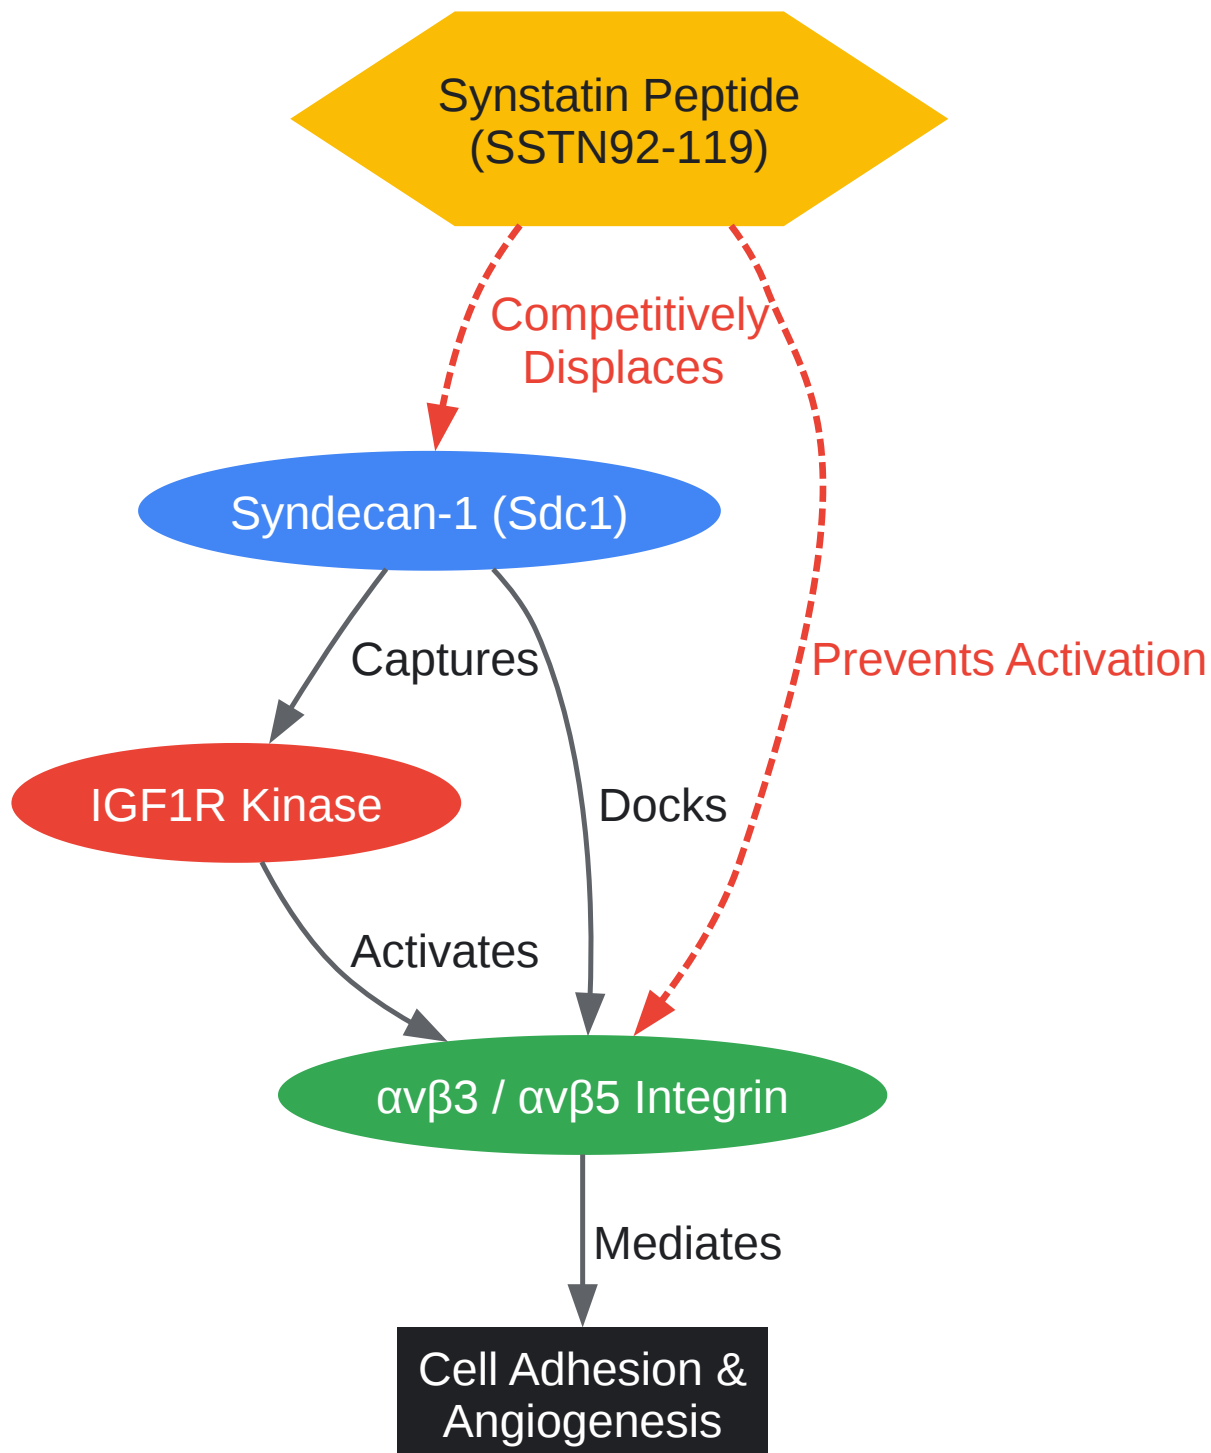 Synstatin Peptide
(SSTN92-119)
Competitively
Displaces
Syndecan-1 (Sdc1)
Captures
Prevents Activation
IGF1R Kinase
Docks
Activates
αvβ3 / αvβ5 Integrin
Mediates
Cell Adhesion &
Angiogenesis